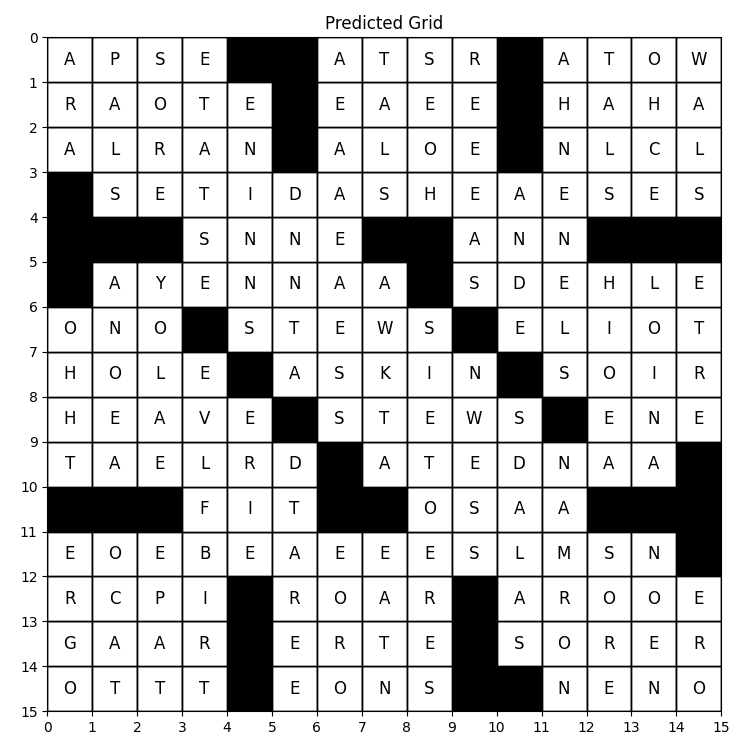 Predicted Grid
0 A P S E A T S R A T O W
1 R A O T E E A E E H A H A
2 A L R A N A L O E N L C L
3 S E T I D A S H E A E S E S
4 S N N E A N N
5 A Y E N N A A S D E H L E
6 O N O S T E W S E L I O T
7 H O L E A S K I N S O I R
8 H E A V E S T E W S E N E
9 T A E L R D A T E D N A A
10 F I T O S A A
11 E O E B E A E E E S L M S N
12 R C P I R O A R A R O O E
13 G A A R E R T E S O R E R
14 O T T T E O N S N E N O
15
0 1 2 3 4 5 6 7 8 9 10 11 12 13 14 15